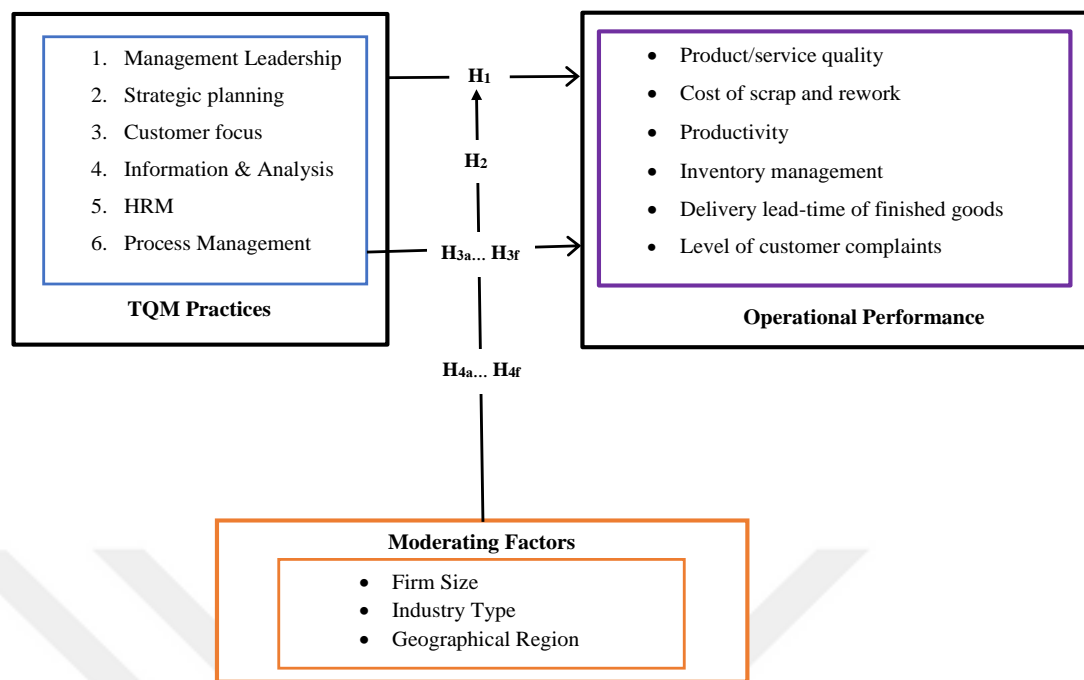 1. Management Leadership
2. Strategic planning
3. Customer focus
4. Information & Analysis
5. HRM
6. Process Management
TQM Practices
H1
H2
H3a... H3f
H4a... H4f
• Product/service quality
• Cost of scrap and rework
• Productivity
• Inventory management
• Delivery lead-time of finished goods
• Level of customer complaints
Operational Performance
Moderating Factors
• Firm Size
• Industry Type
• Geographical Region